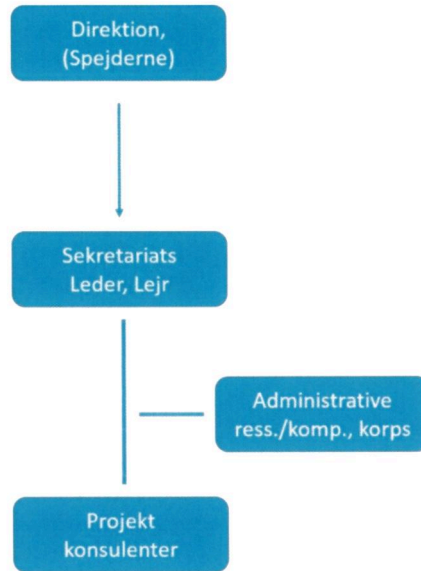 Direktion,
(Spejderne)
Sekretariats
Leder, Lejr
Administrative
ress./komp., korps
Projekt
konsulenter